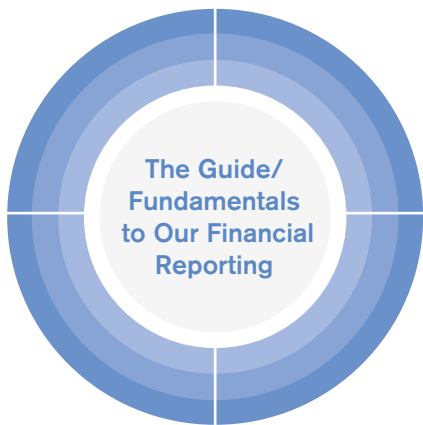 The Guide/
Fundamentals
to Our Financial
Reporting